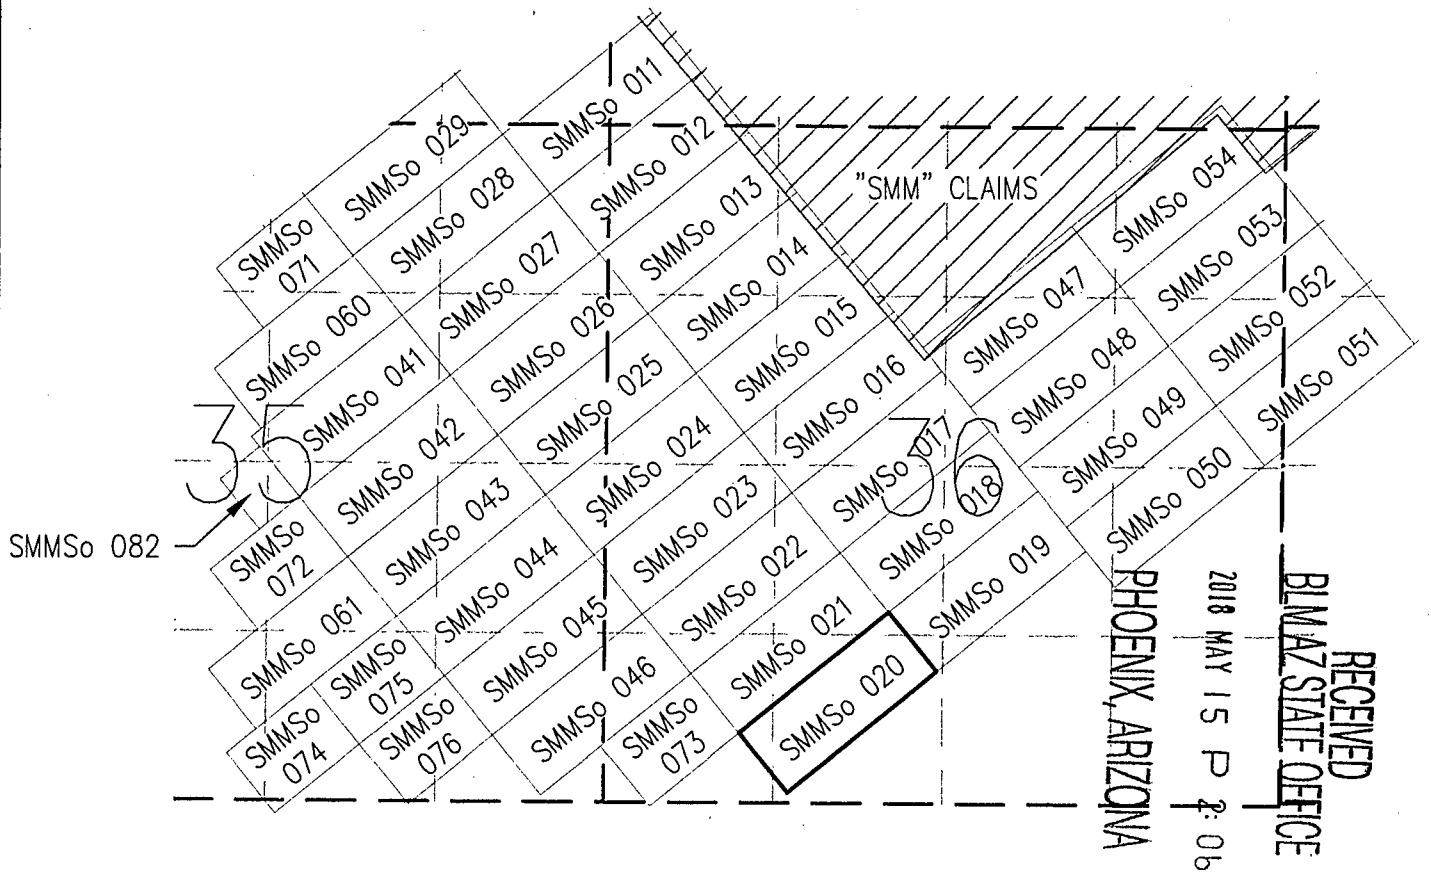 SMMSo 011
SMMSo 029
SMMSo 012
SMMSo 028
SMMSo 054
"SMM" CLAIMS
SMMSo 013
SMMSo
071
SMMSo 027
SMMSo 053
SMMSo 014
SMMSo 060
SMMSo 026
SMMSo 047
SMMSo 052
SMMSo 015
SMMSo 041
SMMSo 025
SMMSo 048
SMMSo 051
SMMSo 016
35
SMMSo 042
SMMSo 024
SMMSo 017
36
SMMSo 049
SMMSo 018
SMMSo 043
SMMSo 023
SMMSo 050
SMMSo 082
SMMSo
072
SMMSo 044
SMMSo 022
SMMSo 019
SMMSo 061
SMMSo 045
SMMSo 021
SMMSo
075
SMMSo 046
SMMSo 020
SMMSo
074
SMMSo
076
SMMSo
073
RECEIVED
BLM AZ STATE OFFICE
2018 MAY 15 P 2:06
PHOENIX, ARIZONA